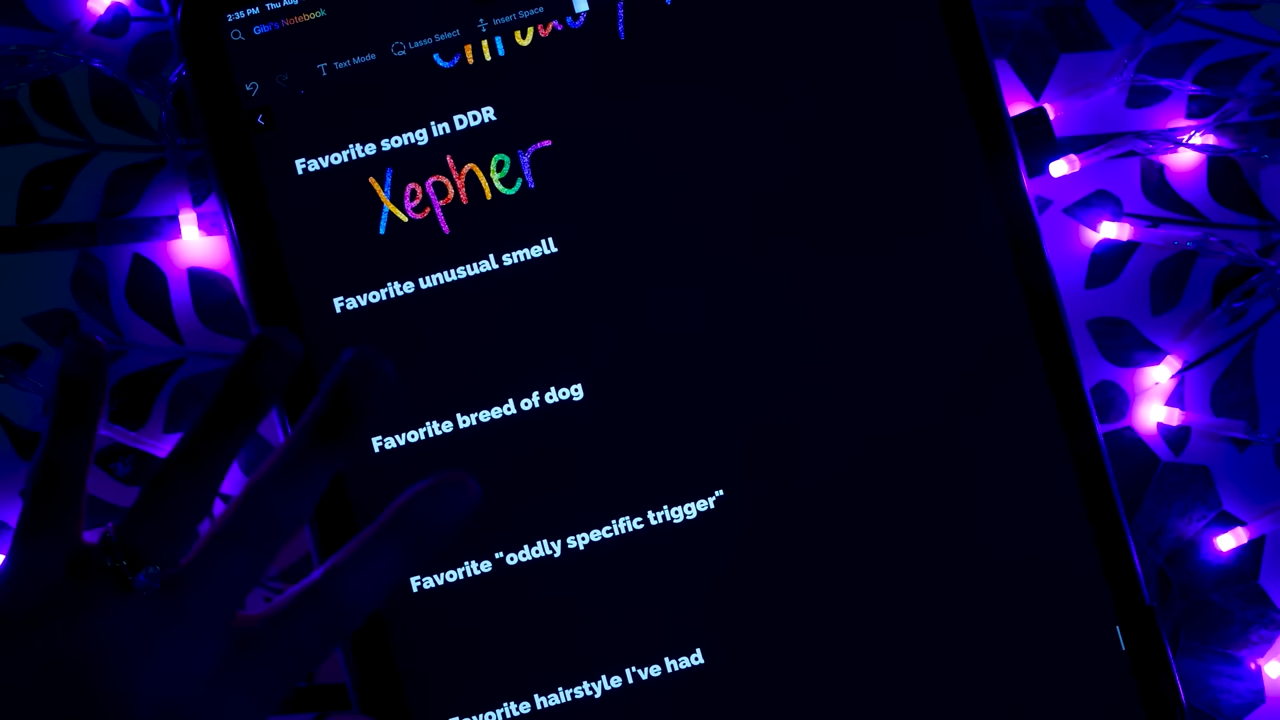 2:35 PM Thu Aug
Gibi's Notebook
Text Mode Lasso Select Insert Space
Favorite song in DDR
Xepher
Favorite unusual smell
Favorite breed of dog
Favorite "oddly specific trigger"
Favorite hairstyle I've had